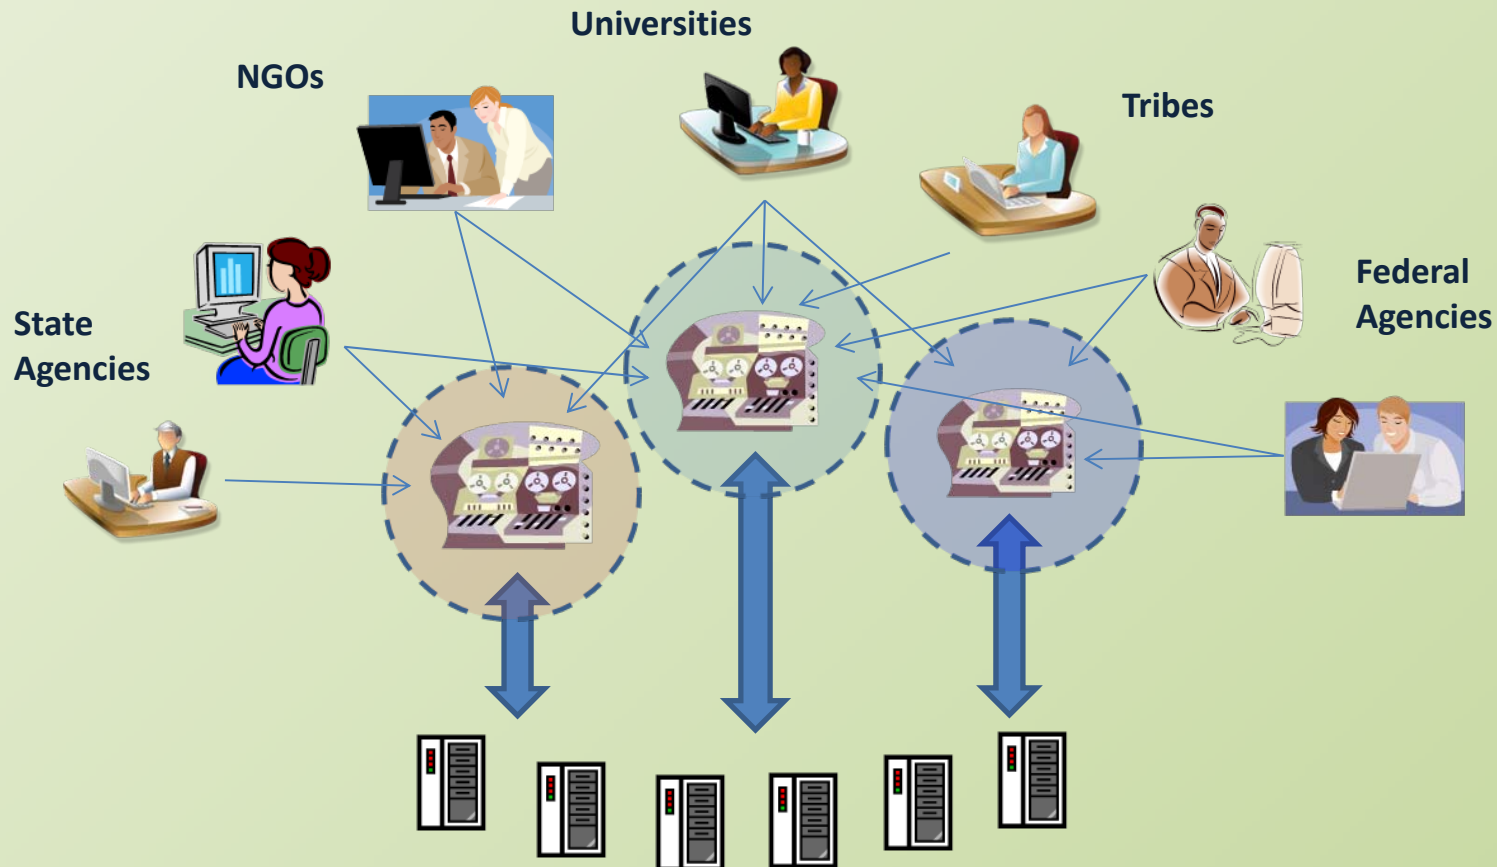 Universities
NGOs
Tribes
Federal
Agencies
State
Agencies